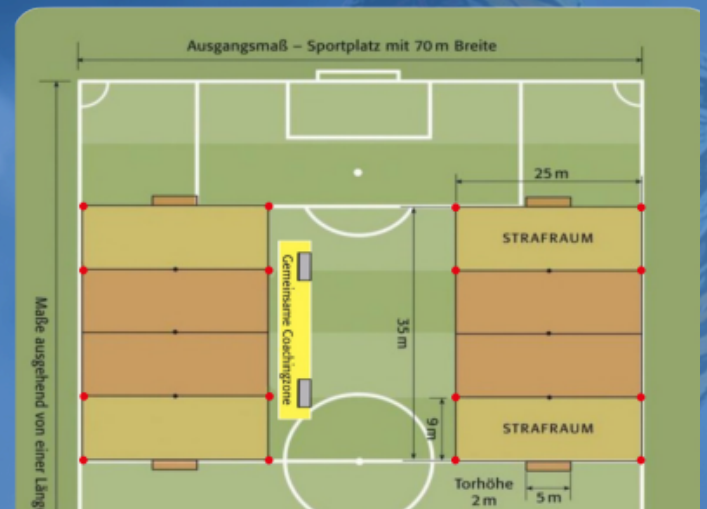 Ausgangsmaß – Sportplatz mit 70 m Breite
25 m
STRAFRAUM
Gemeinsame Coachingzone
35 m
Maße ausgehend von einer
9 m
STRAFRAUM
Torhöhe
2 m
5 m